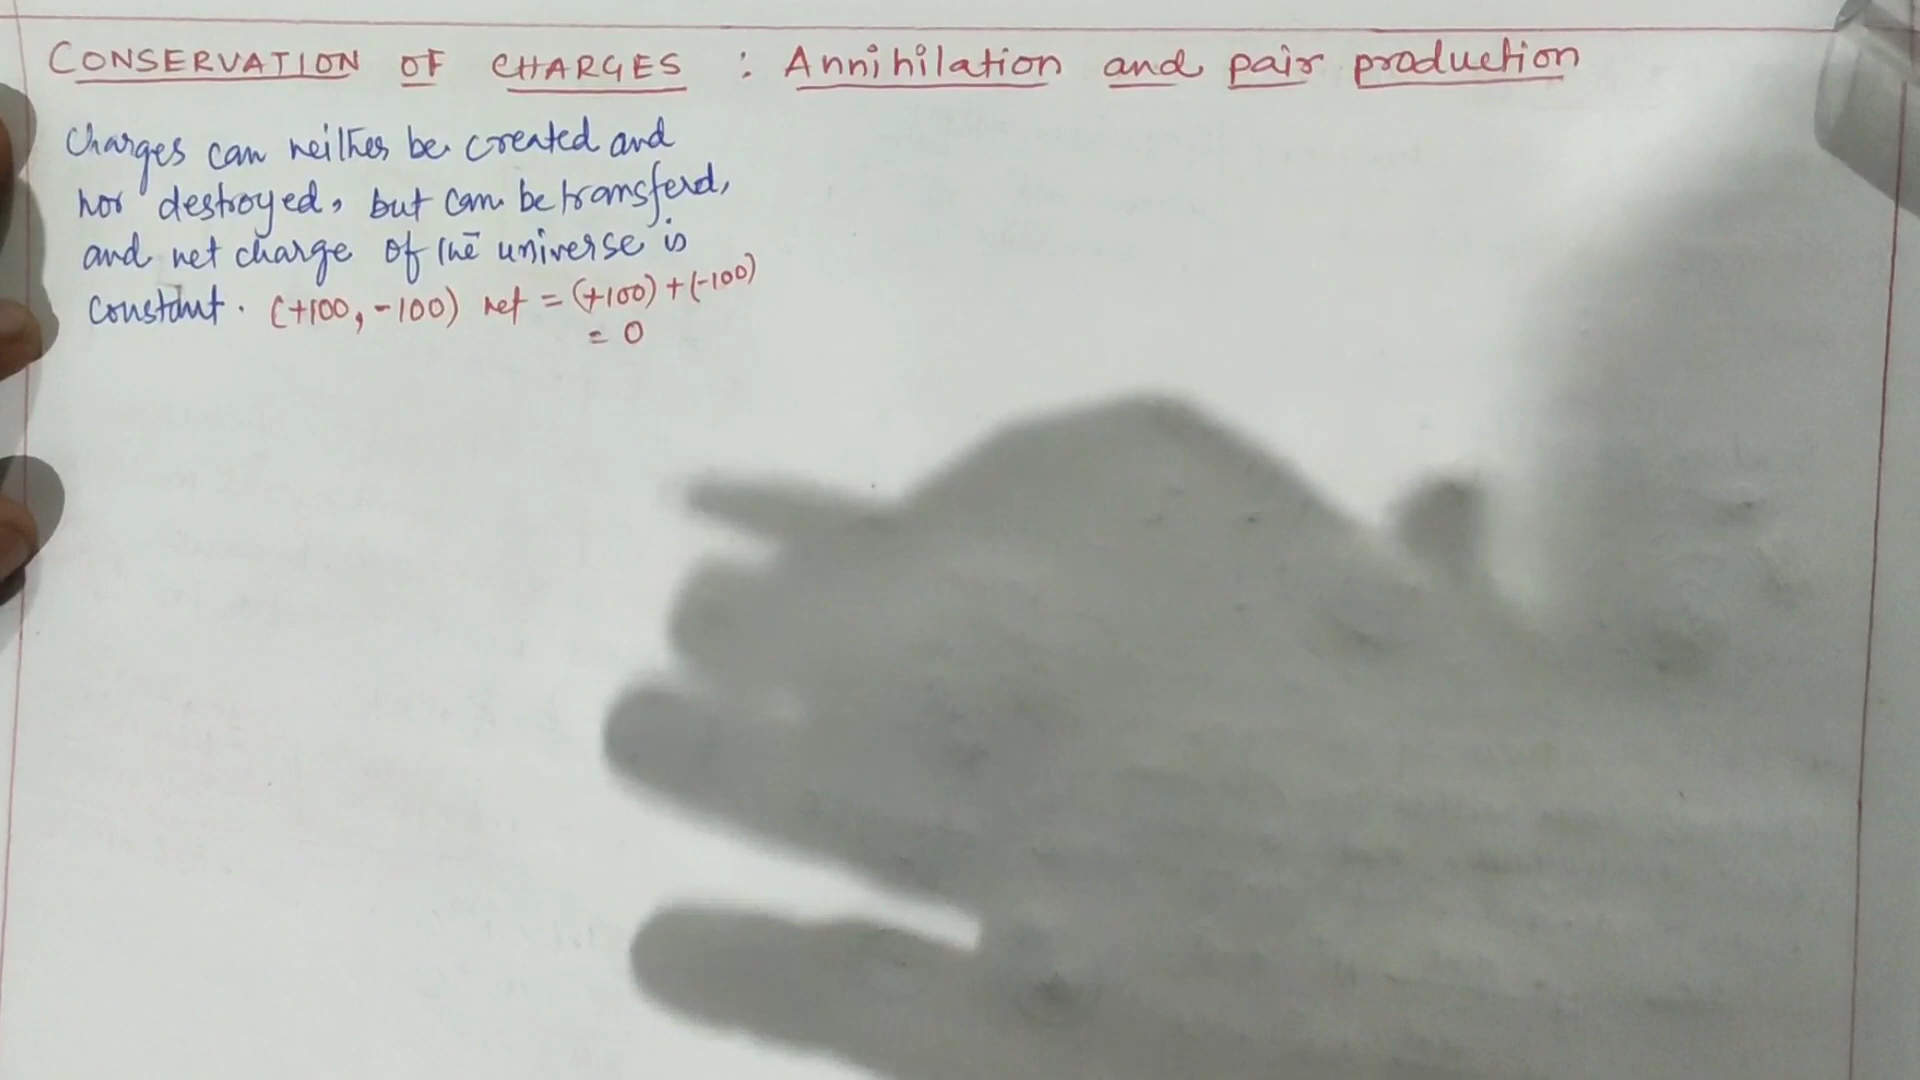 CONSERVATION OF CHARGES : Annihilation and pair production
Charges can neither be created and
nor destroyed, but can be transferd,
and net charge of the universe is
constant. (+100, -100) net = (+100) + (-100)
= 0